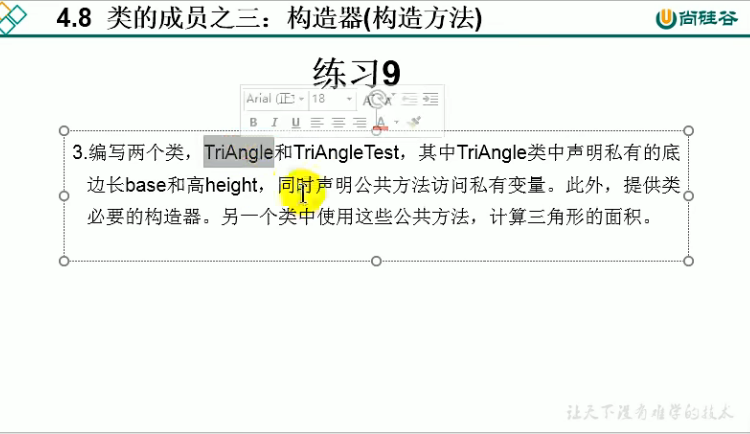 4.8 类的成员之三：构造器(构造方法)
尚硅谷
练习9
Arial (正 18
B I U A
3.编写两个类，TriAngle和TriAngleTest，其中TriAngle类中声明私有的底
边长base和高height，同时声明公共方法访问私有变量。此外，提供类
必要的构造器。另一个类中使用这些公共方法，计算三角形的面积。
让天下没有难学的技术